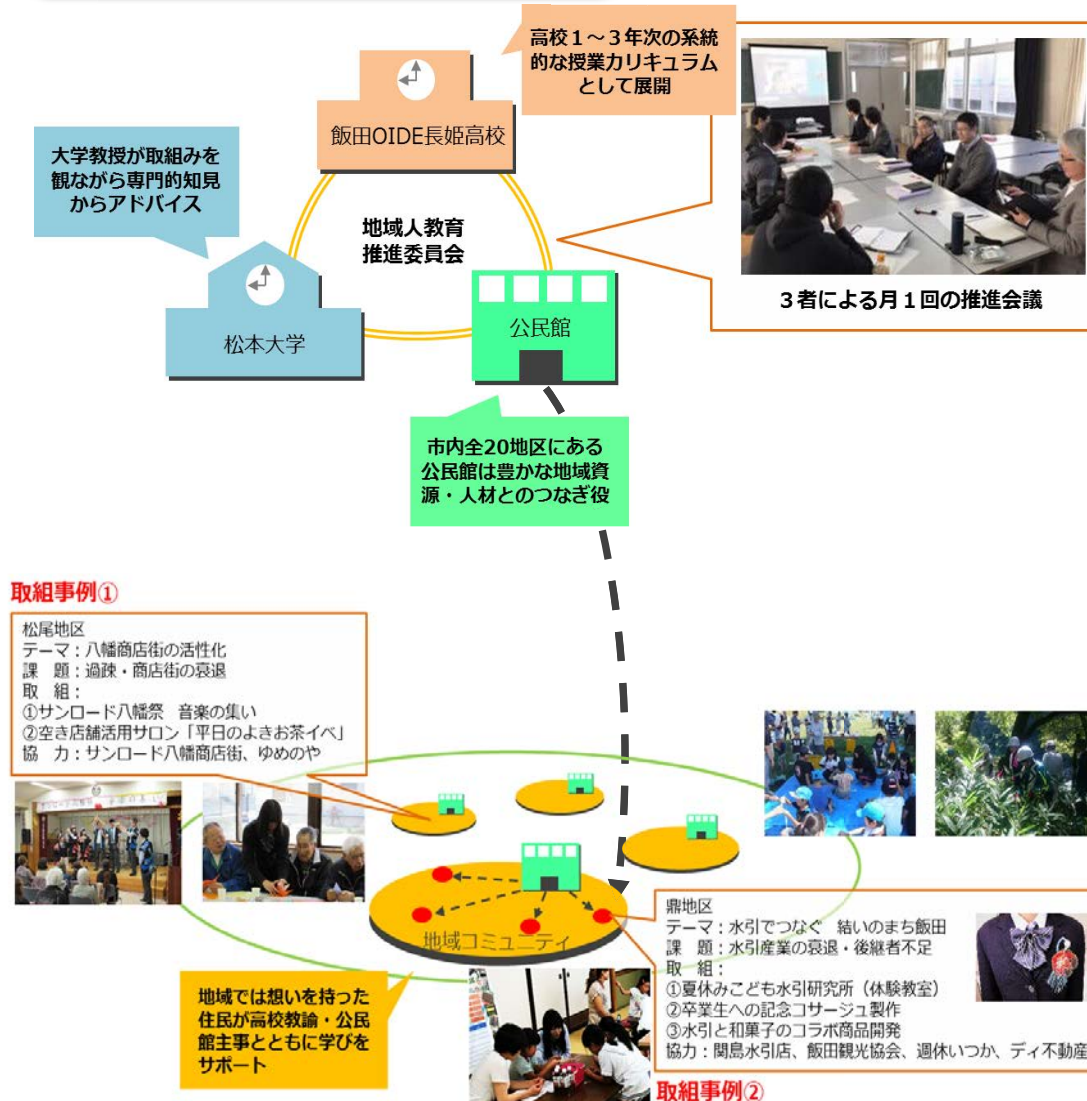 高校１～３年次の系統
的な授業カリキュラム
として展開
飯田OIDE長姫高校
大学教授が取組みを
観ながら専門的知見
からアドバイス
地域人教育
推進委員会
３者による月１回の推進会議
松本大学
公民館
市内全20地区にある
公民館は豊かな地域資
源・人材とのつなぎ役
取組事例①
松尾地区
テーマ：八幡商店街の活性化
課　題：過疎・商店街の衰退
取　組：
①サンロード八幡祭　音楽の集い
②空き店舗活用サロン「平日のよきお茶イベ」
協　力：サンロード八幡商店街、ゆめのや
地域コミュニティ
鼎地区
テーマ：水引でつなぐ　結いのまち飯田
課　題：水引産業の衰退・後継者不足
取　組：
①夏休みこども水引研究所（体験教室）
②卒業生への記念コサージュ製作
③水引と和菓子のコラボ商品開発
協力：関島水引店、飯田観光協会、週休いつか、ディ不動産
地域では想いを持った
住民が高校教諭・公民
館主事とともに学びを
サポート
取組事例②